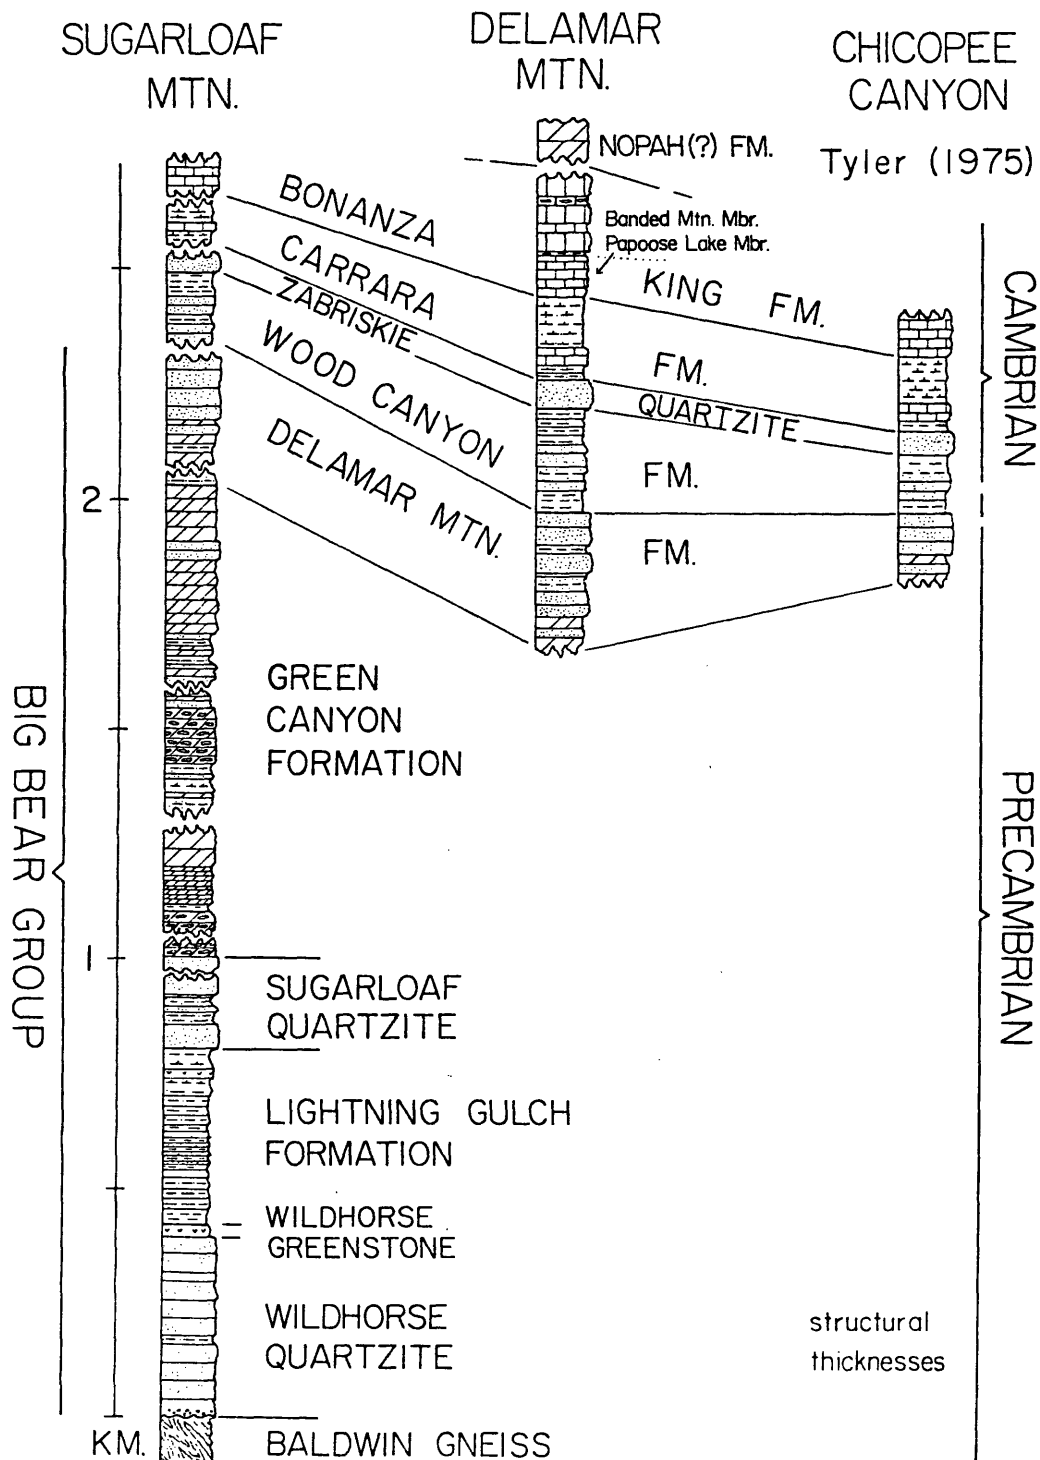 SUGARLOAF
MTN.
DELAMAR
MTN.
CHICOPEE
CANYON
Tyler (1975)
NOPAH(?) FM.
Banded Mtn. Mbr.
Papoose Lake Mbr.
BONANZA
KING FM.
CARRARA
FM.
ZABRISKIE
QUARTZITE
WOOD CANYON
FM.
DELAMAR MTN.
FM.
CAMBRIAN
2
GREEN
CANYON
FORMATION
BIG BEAR GROUP
PRECAMBRIAN
1
SUGARLOAF
QUARTZITE
LIGHTNING GULCH
FORMATION
WILDHORSE
GREENSTONE
WILDHORSE
QUARTZITE
structural
thicknesses
KM.
BALDWIN GNEISS